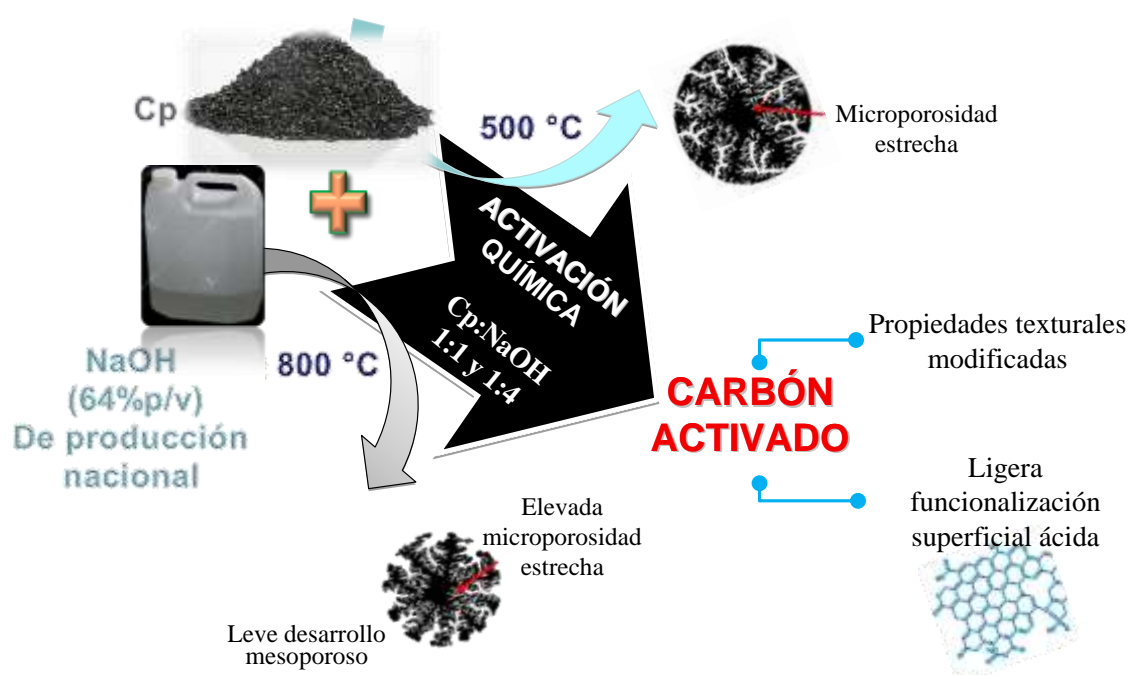 Cp
500 °C
Microporosidad
estrecha
ACTIVACIÓN
QUÍMICA
Cp:NaOH
1:1 y 1:4
NaOH
(64%p/v)
De producción
nacional
800 °C
CARBÓN
ACTIVADO
Propiedades texturales
modificadas
Ligera
funcionalización
superficial ácida
Elevada
microporosidad
estrecha
Leve desarrollo
mesoporoso